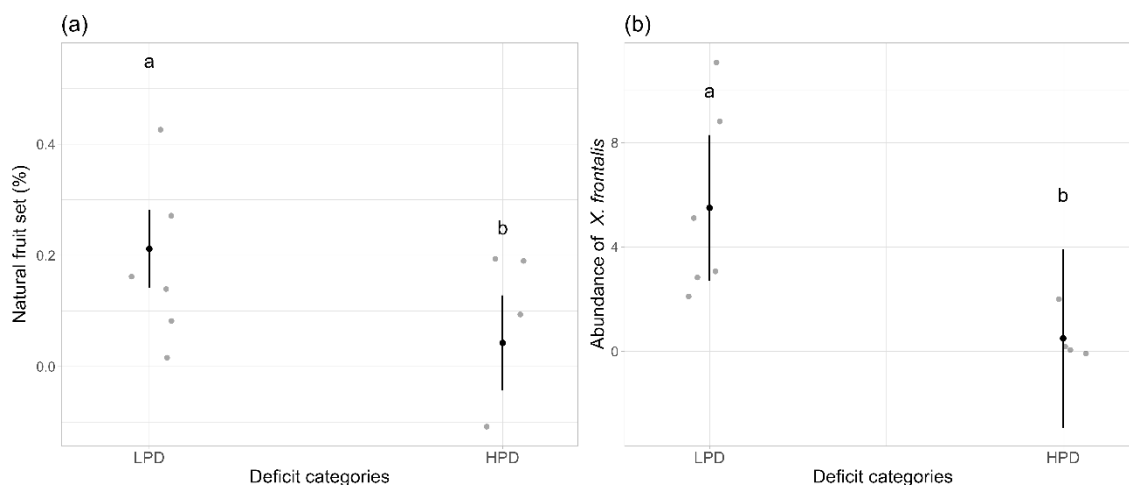 (a)
a
b
0.4
0.2
0.0
Natural fruit set (%)
LPD
HPD
Deficit categories
(b)
a
b
8
4
0
Abundance of X. frontalis
LPD
HPD
Deficit categories